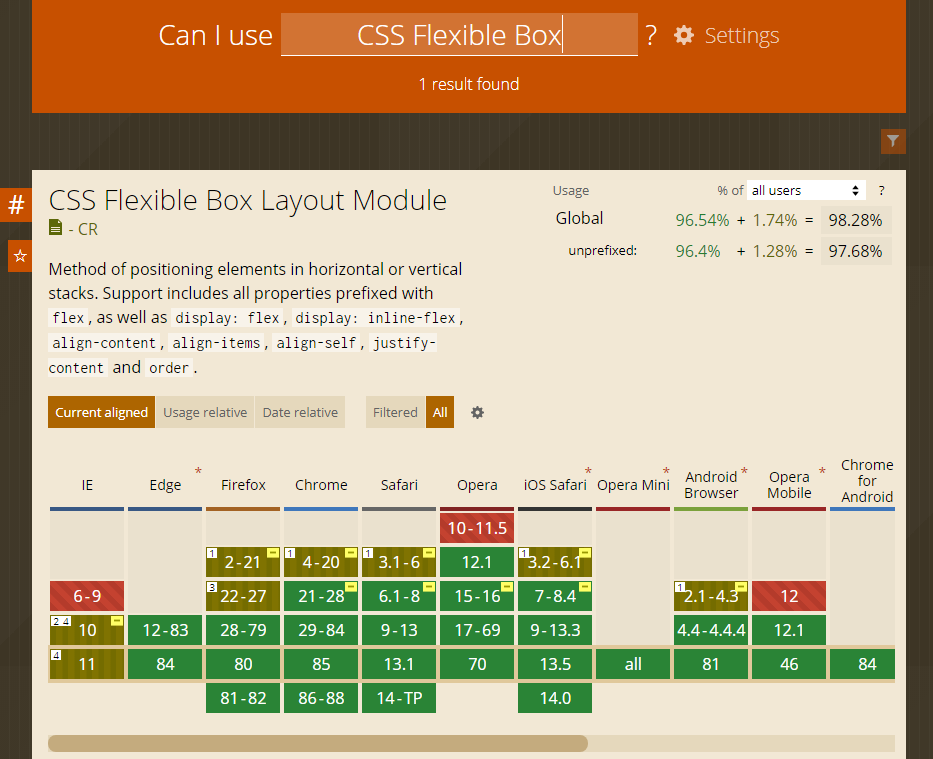 Can I use CSS Flexible Box ? Settings
1 result found
#
CSS Flexible Box Layout Module
- CR
Usage % of all users ?
Global 96.54% + 1.74% = 98.28%
unprefixed: 96.4% + 1.28% = 97.68%
Method of positioning elements in horizontal or vertical
stacks. Support includes all properties prefixed with
flex, as well as display: flex, display: inline-flex,
align-content, align-items, align-self, justify-
content and order.
Current aligned Usage relative Date relative Filtered All
IE Edge * Firefox Chrome Safari Opera iOS Safari * Opera Mini * Android Browser * Opera Mobile * Chrome for Android
10-11.5
1 2-21 1 4-20 1 3.1-6 12.1 1 3.2-6.1
6-9 3 22-27 21-28 6.1-8 15-16 7-8.4 1 2.1-4.3 12
2 4 10 12-83 28-79 29-84 9-13 17-69 9-13.3 4.4-4.4.4 12.1
4 11 84 80 85 13.1 70 13.5 all 81 46 84
81-82 86-88 14-TP 14.0